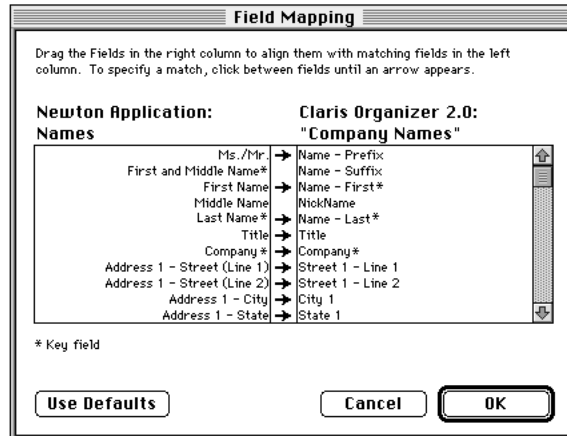 Field Mapping
Drag the Fields in the right column to align them with matching fields in the left
column. To specify a match, click between fields until an arrow appears.
Newton Application: Claris Organizer 2.0:
Names "Company Names"
Ms./Mr. → Name - Prefix
First and Middle Name* Name - Suffix
First Name → Name - First*
Middle Name NickName
Last Name* → Name - Last*
Title → Title
Company* → Company*
Address 1 - Street (Line 1) → Street 1 - Line 1
Address 1 - Street (Line 2) → Street 1 - Line 2
Address 1 - City → City 1
Address 1 - State → State 1
* Key field
Use Defaults Cancel OK